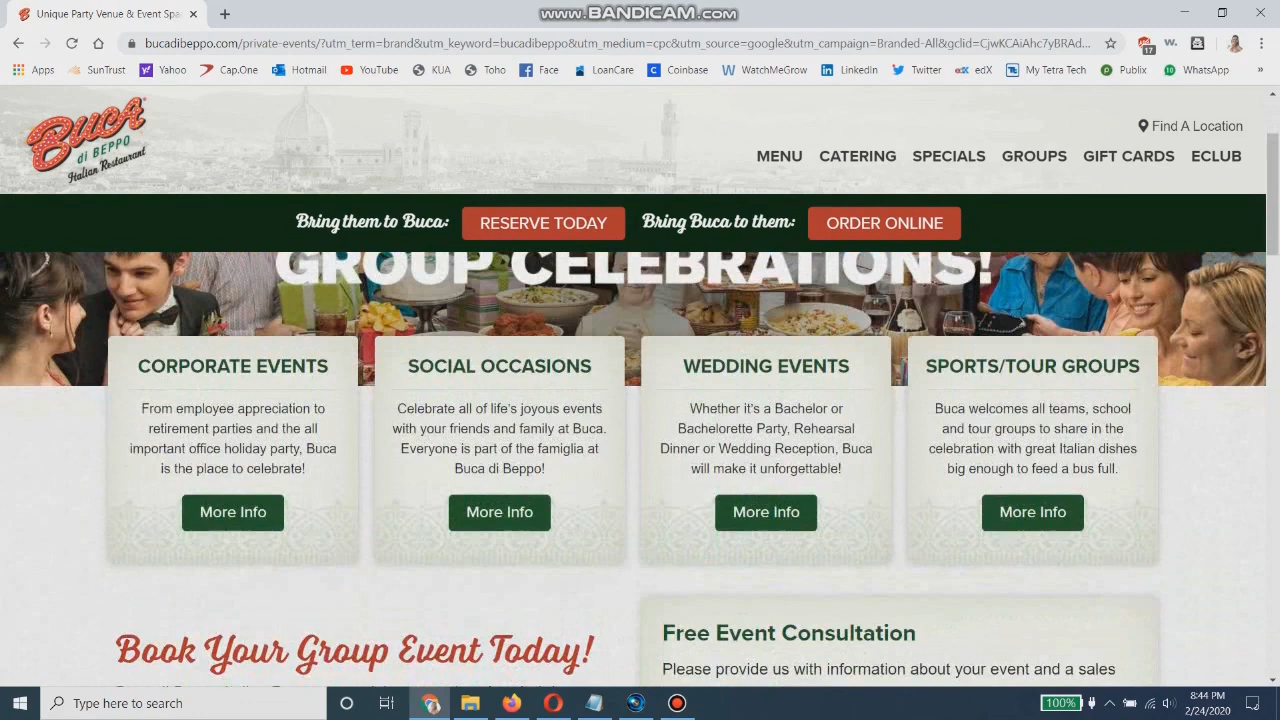 www.BANDICAM.com
Unique Party Venue & Event Spa
bucadibeppo.com/private-events/?utm_term=brand&utm_keyword=bucadibeppo&utm_medium=cpc&utm_source=google&utm_campaign=Branded-All&gclid=CjwKCAiAhc7yBRAd...
17
Apps SunTrust Yahoo Cap.One Hotmail YouTube KUA Toho Face LoanCare Coinbase WatchMeGrow LinkedIn Twitter edX My Tetra Tech Publix WhatsApp
BUCA
di BEPPO
Italian Restaurant
Find A Location
MENU CATERING SPECIALS GROUPS GIFT CARDS ECLUB
Bring them to Buca: RESERVE TODAY Bring Buca to them: ORDER ONLINE
GROUP CELEBRATIONS!
CORPORATE EVENTS
From employee appreciation to
retirement parties and the all
important office holiday party, Buca
is the place to celebrate!
More Info
SOCIAL OCCASIONS
Celebrate all of life's joyous events
with your friends and family at Buca.
Everyone is part of the famiglia at
Buca di Beppo!
More Info
WEDDING EVENTS
Whether it's a Bachelor or
Bachelorette Party, Rehearsal
Dinner or Wedding Reception, Buca
will make it unforgettable!
More Info
SPORTS/TOUR GROUPS
Buca welcomes all teams, school
and tour groups to share in the
celebration with great Italian dishes
big enough to feed a bus full.
More Info
Book Your Group Event Today!
Free Event Consultation
Please provide us with information about your event and a sales
Type here to search
100%
8:44 PM
2/24/2020